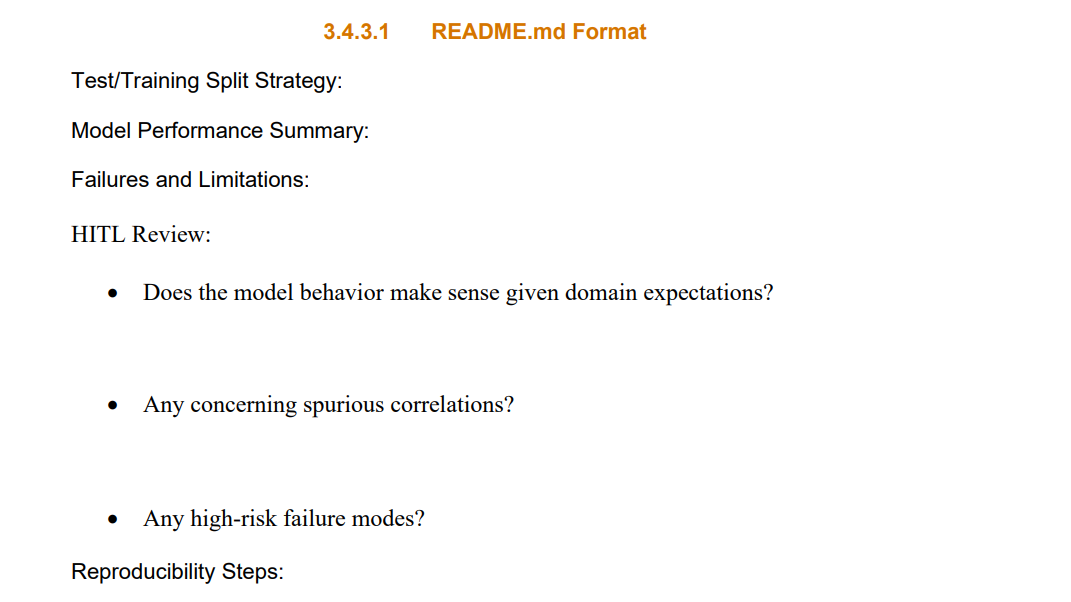 3.4.3.1 README.md Format
Test/Training Split Strategy:
Model Performance Summary:
Failures and Limitations:
HITL Review:
• Does the model behavior make sense given domain expectations?
• Any concerning spurious correlations?
• Any high-risk failure modes?
Reproducibility Steps: